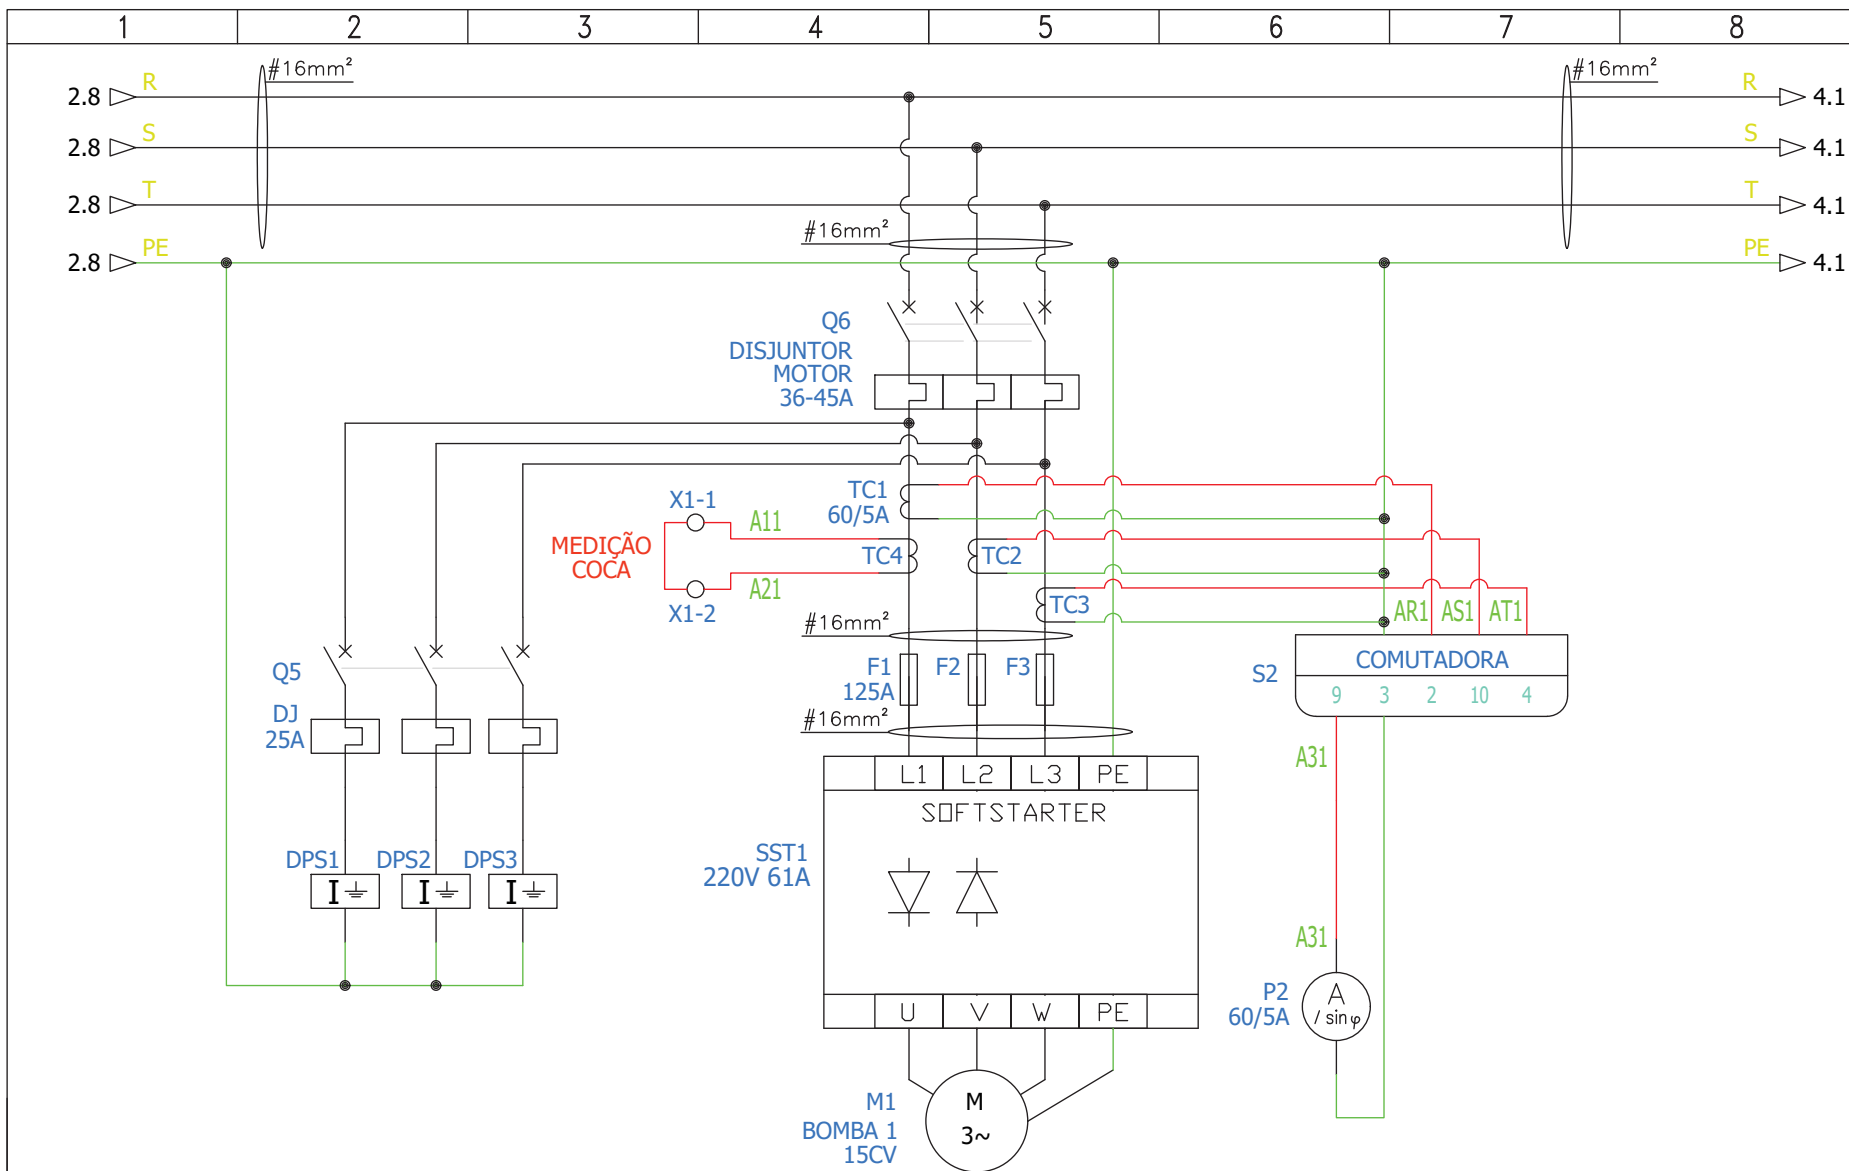 1 2 3 4 5 6 7 8
#16mm² #16mm²
2.8 R R 4.1
2.8 S S 4.1
2.8 T T 4.1
#16mm²
2.8 PE PE 4.1
Q6
DISJUNTOR
MOTOR
36-45A
TC1
60/5A
X1-1
A11
MEDIÇÃO
COCA
TC4
TC2
A21
X1-2
TC3
AR1 AS1 AT1
#16mm²
F1
125A
F2
F3
Q5
DJ
25A
#16mm²
S2
COMUTADORA
9 3 2 10 4
A31
L1 L2 L3 PE
SOFTSTARTER
SST1
220V 61A
DPS1 DPS2 DPS3
I I I
A31
P2
60/5A
A
/ sin φ
U V W PE
M1
BOMBA 1
15CV
M
3~